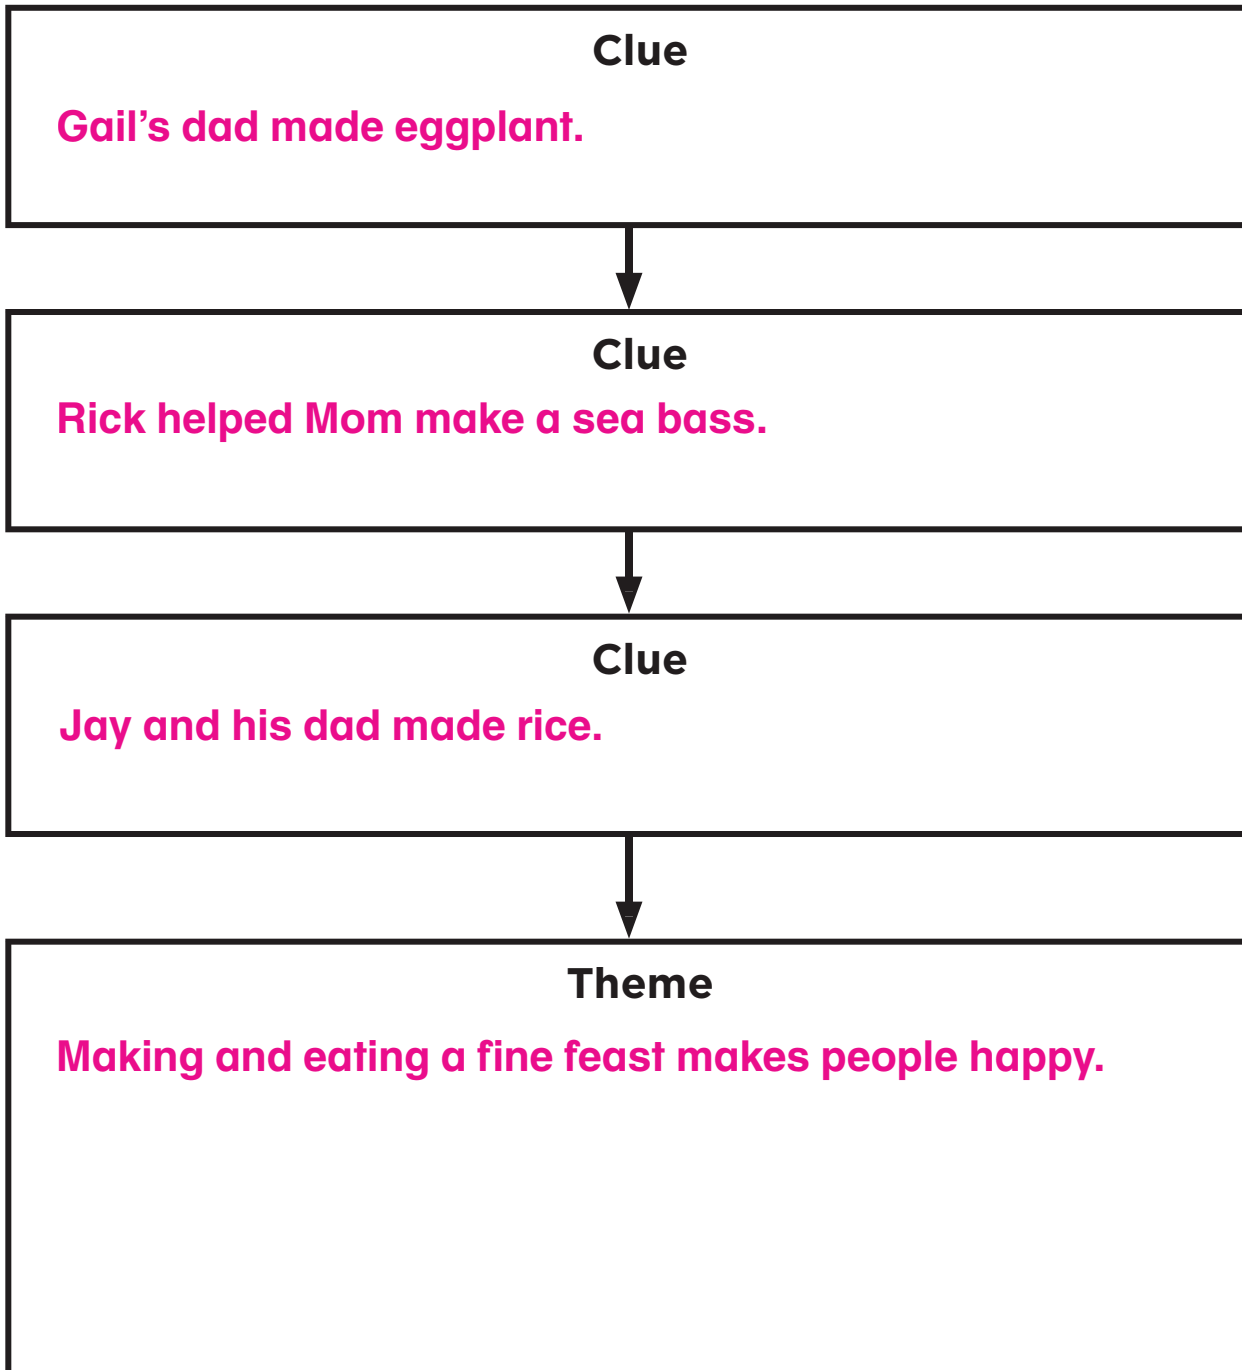 Clue
Gail’s dad made eggplant.
Clue
Rick helped Mom make a sea bass.
Clue
Jay and his dad made rice.
Theme
Making and eating a fine feast makes people happy.